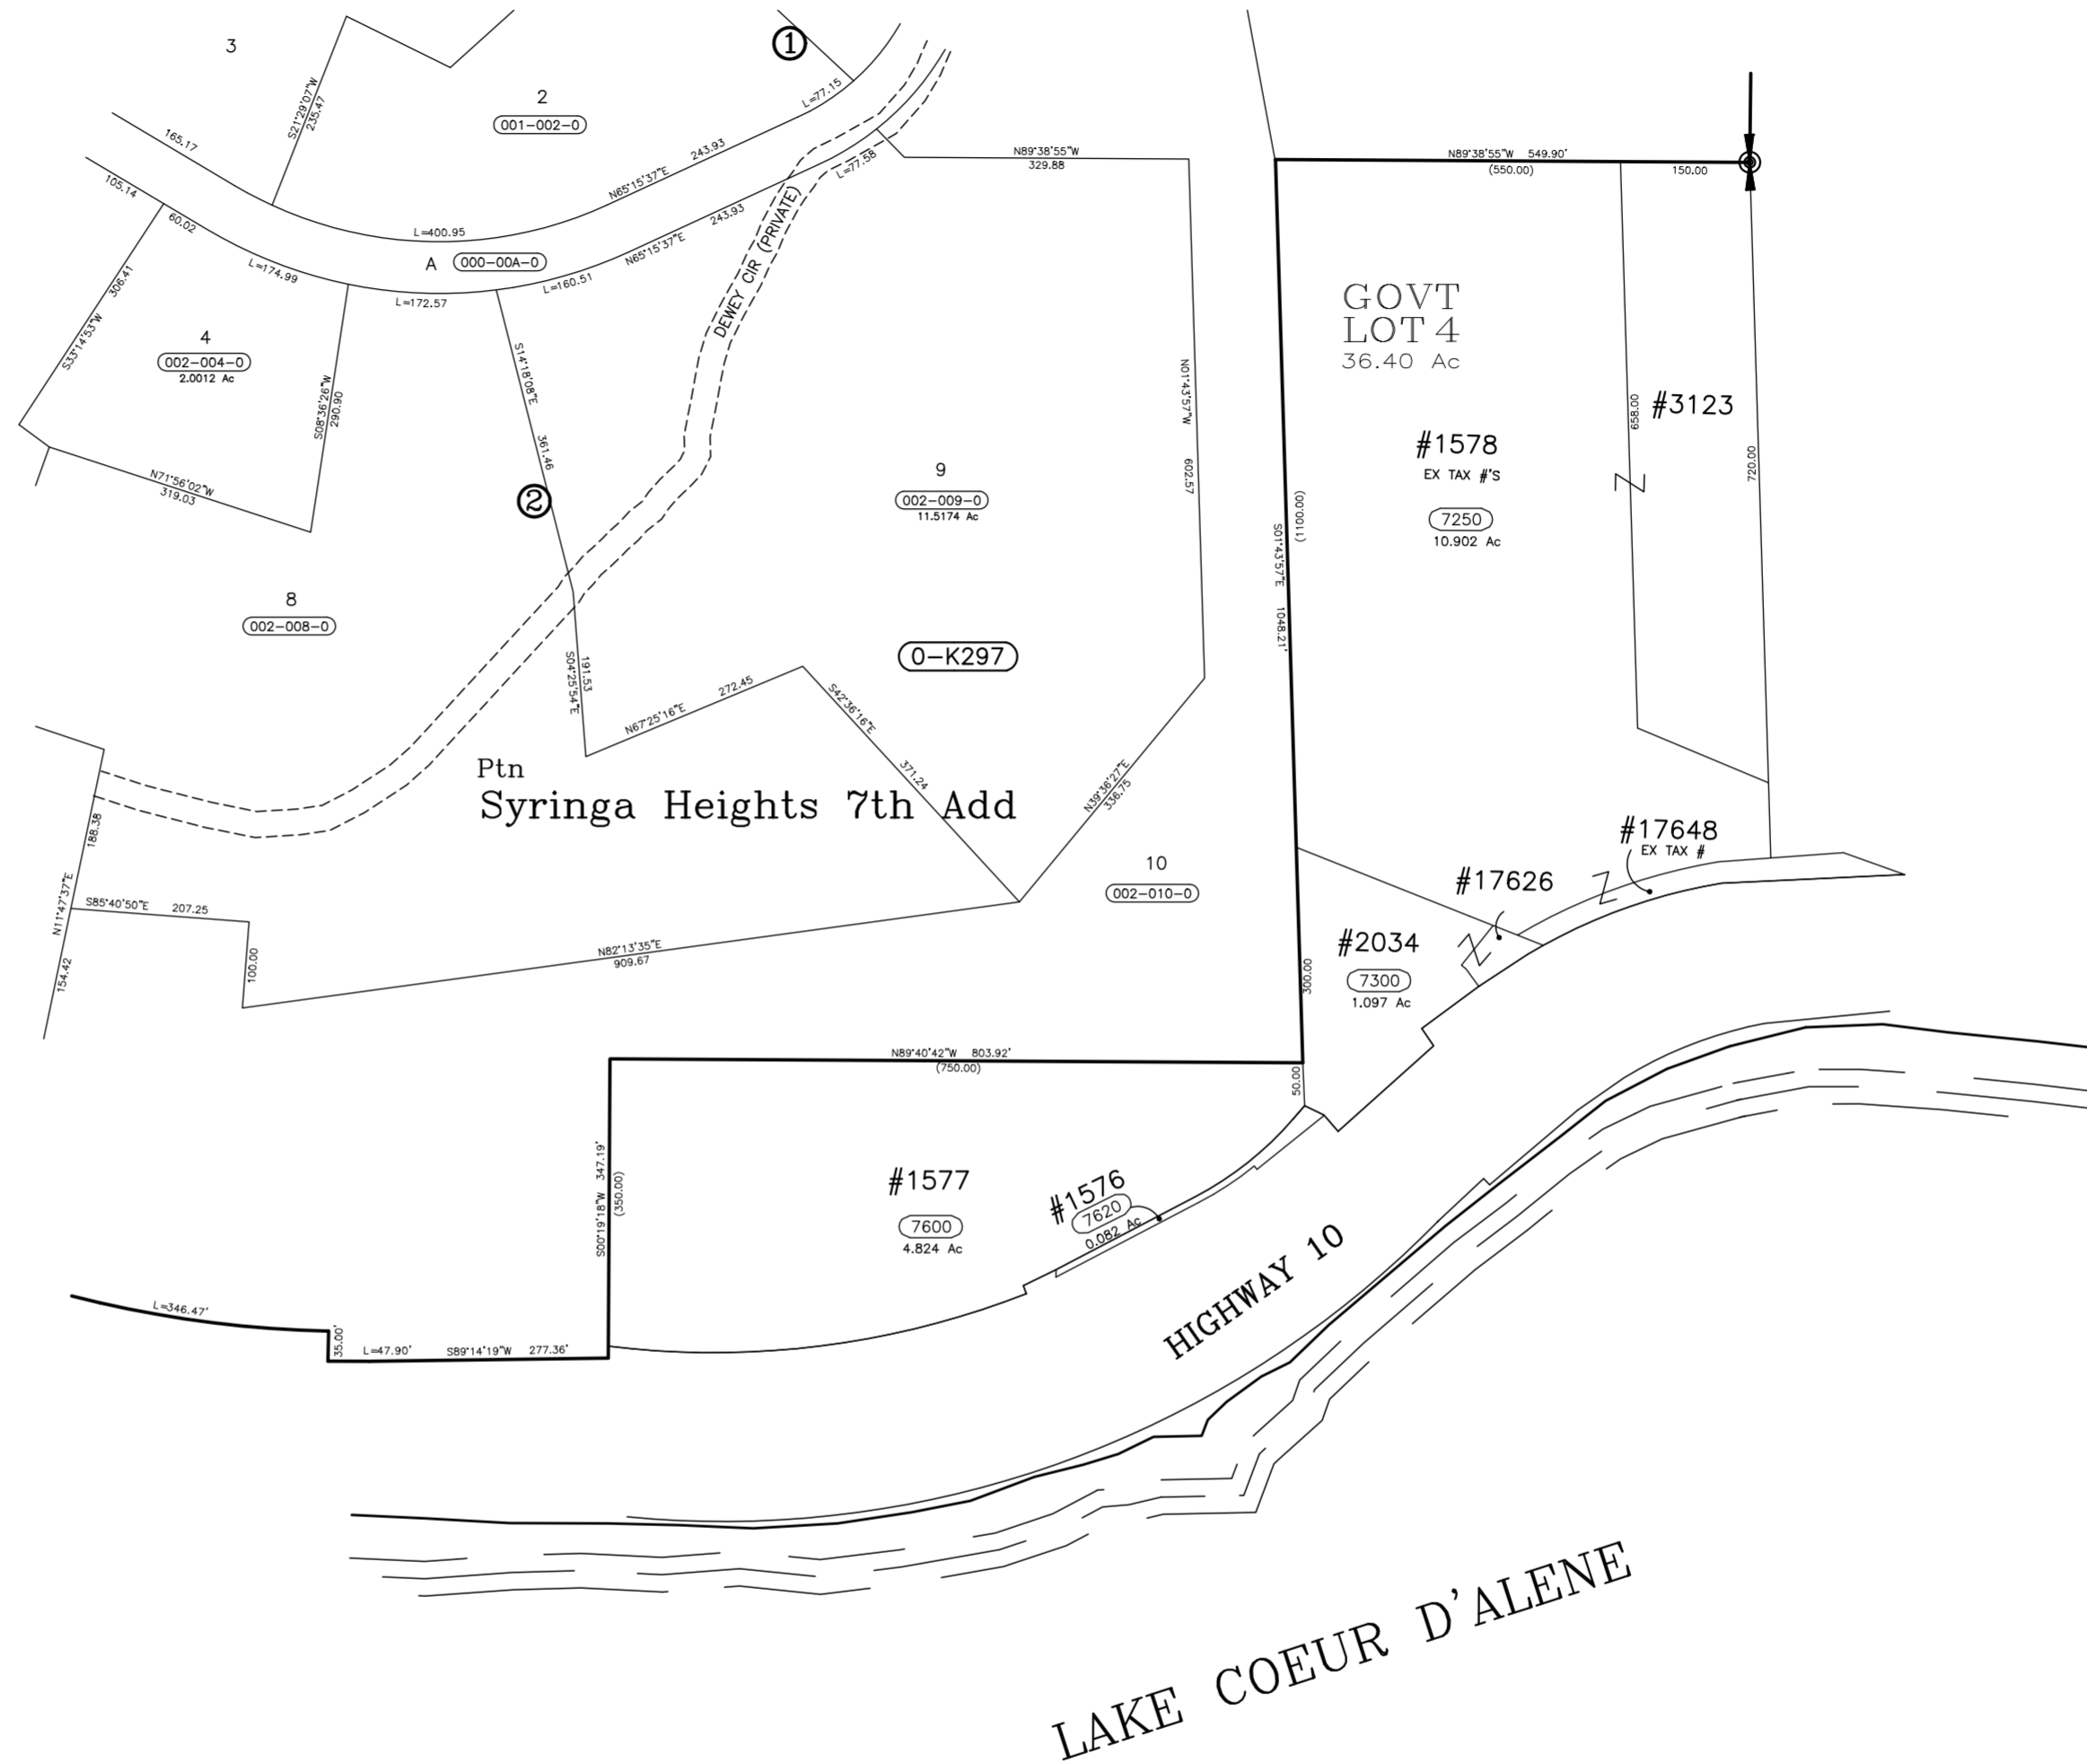 3
1
2
001-002-0
S21°29'07"W
235.47
165.17
L=77.15
105.14
60.02
243.93
N65°15'37"E
L=77.58
N89°38'55"W
329.88
N89°38'55"W 549.90'
(550.00)
150.00
L=400.95
A
000-00A-0
243.93
N65°15'37"E
L=174.99
L=172.57
L=160.51
DEWEY CIR (PRIVATE)
306.41
S33°14'53"W
4
002-004-0
2.0012 Ac
S08°36'26"W
290.90
N71°56'02"W
319.03
S14°18'08"E
361.46
2
GOVT
LOT 4
36.40 Ac
N01°43'57"W
602.57
658.00
#3123
720.00
#1578
EX TAX #'S
7250
10.902 Ac
9
002-009-0
11.5174 Ac
(1100.00)
S01°43'57"E 1048.21'
8
002-008-0
0-K297
191.53
S04°25'54"E
N67°25'16"E
272.45
S42°36'16"E
371.24
N39°36'27"E
336.75
Ptn
Syringa Heights 7th Add
188.38
N11°47'37"E
154.42
S85°40'50"E 207.25
100.00
N82°13'35"E
909.67
10
002-010-0
#17648
EX TAX #
#17626
#2034
7300
1.097 Ac
300.00
N89°40'42"W 803.92'
(750.00)
50.00
S00°19'18"W 347.19'
(350.00)
#1577
7600
4.824 Ac
#1576
7620
0.082 Ac
HIGHWAY 10
L=346.47'
35.00'
L=47.90'
S89°14'19"W 277.36'
LAKE COEUR D'ALENE